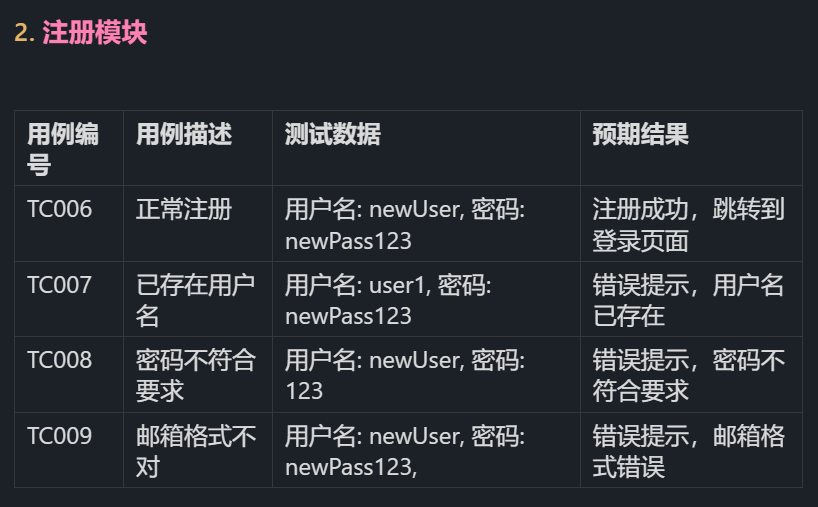 2. 注册模块
用例编号 用例描述 测试数据 预期结果
TC006 正常注册 用户名: newUser, 密码: newPass123 注册成功，跳转到登录页面
TC007 已存在用户名 用户名: user1, 密码: newPass123 错误提示，用户名已存在
TC008 密码不符合要求 用户名: newUser, 密码: 123 错误提示，密码不符合要求
TC009 邮箱格式不对 用户名: newUser, 密码: newPass123, 错误提示，邮箱格式错误